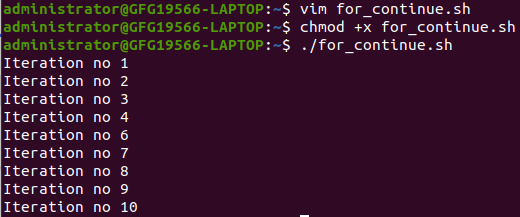 administrator@GFG19566-LAPTOP:~$ vim for_continue.sh
administrator@GFG19566-LAPTOP:~$ chmod +x for_continue.sh
administrator@GFG19566-LAPTOP:~$ ./for_continue.sh
Iteration no 1
Iteration no 2
Iteration no 3
Iteration no 4
Iteration no 6
Iteration no 7
Iteration no 8
Iteration no 9
Iteration no 10